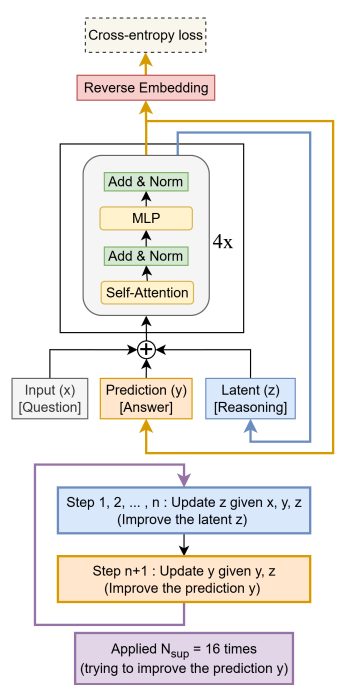 Cross-entropy loss
Reverse Embedding
Add & Norm
MLP
Add & Norm
4x
Self-Attention
+
Input (x)
[Question]
Prediction (y)
[Answer]
Latent (z)
[Reasoning]
Step 1, 2, ... , n : Update z given x, y, z
(Improve the latent z)
Step n+1 : Update y given y, z
(Improve the prediction y)
Applied Nsup = 16 times
(trying to improve the prediction y)